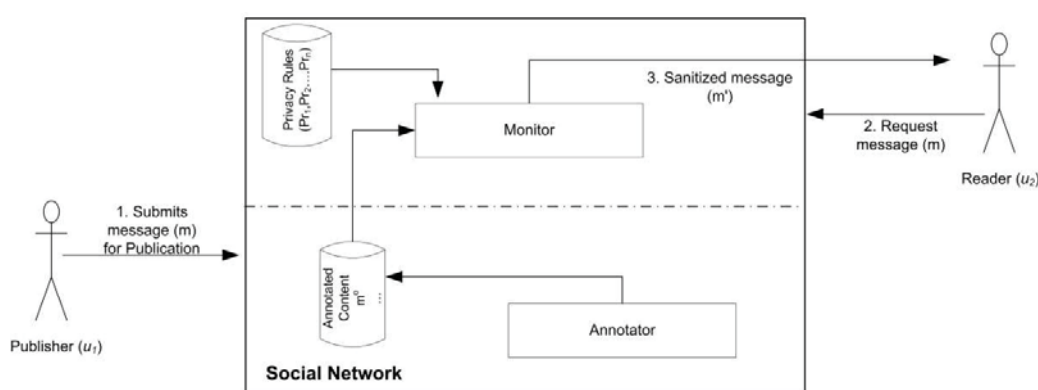 Privacy Rules
(Pr1,Pr2....Prn)
Monitor
3. Sanitized message
(m')
2. Request
message (m)
Reader (u2)
1. Submits
message (m)
for Publication
Publisher (u1)
Annotated
Content
m⁰
...
Annotator
Social Network